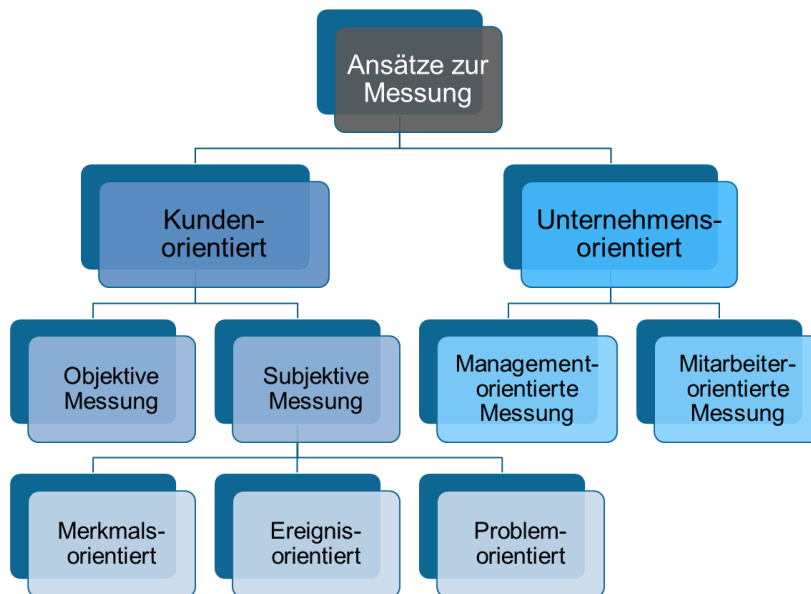 Ansätze zur
Messung
Kunden-
orientiert
Unternehmens-
orientiert
Objektive
Messung
Subjektive
Messung
Management-
orientierte
Messung
Mitarbeiter-
orientierte
Messung
Merkmals-
orientiert
Ereignis-
orientiert
Problem-
orientiert